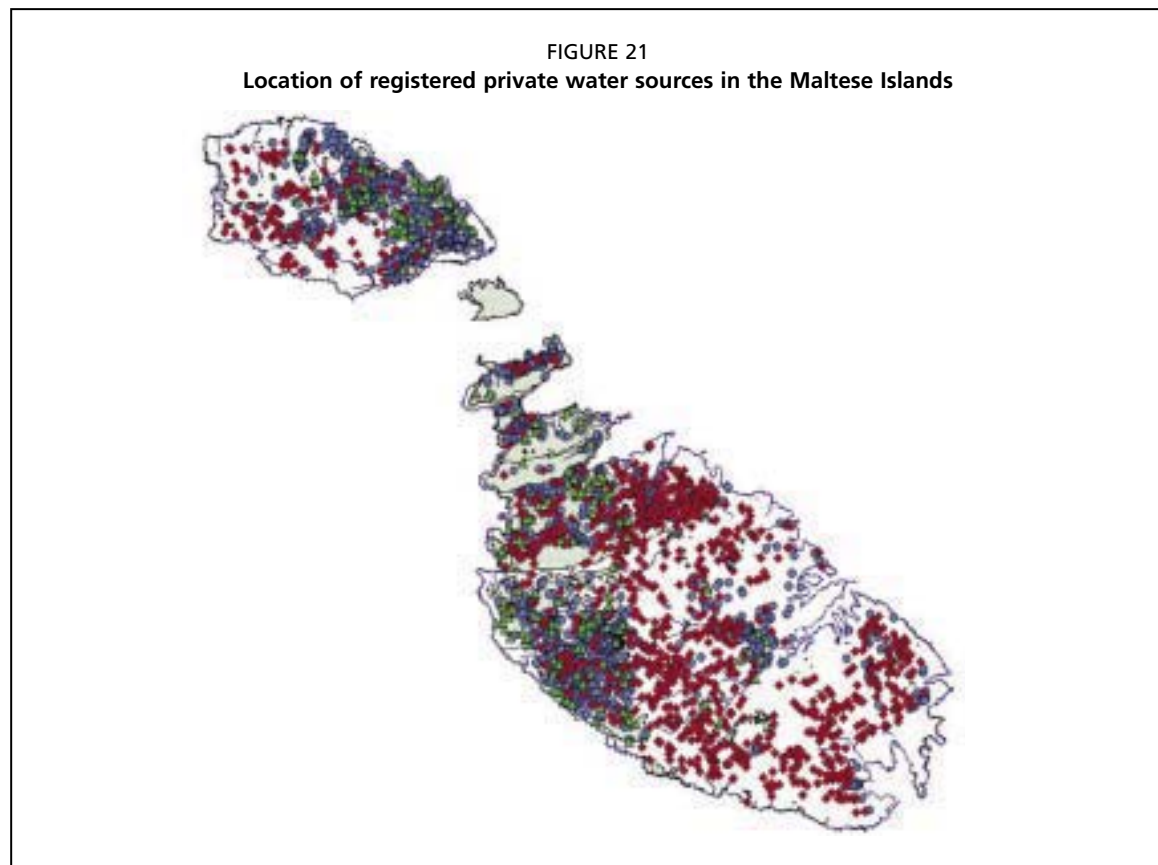 FIGURE 21
Location of registered private water sources in the Maltese Islands